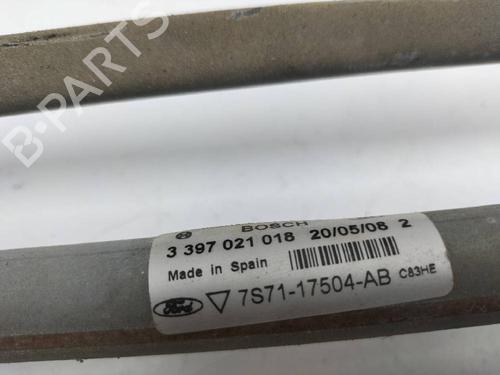 B-PARTS
BOSCH
3 397 021 018 20/05/08 2
Made in Spain
Ford 7S71-17504-AB C83HE